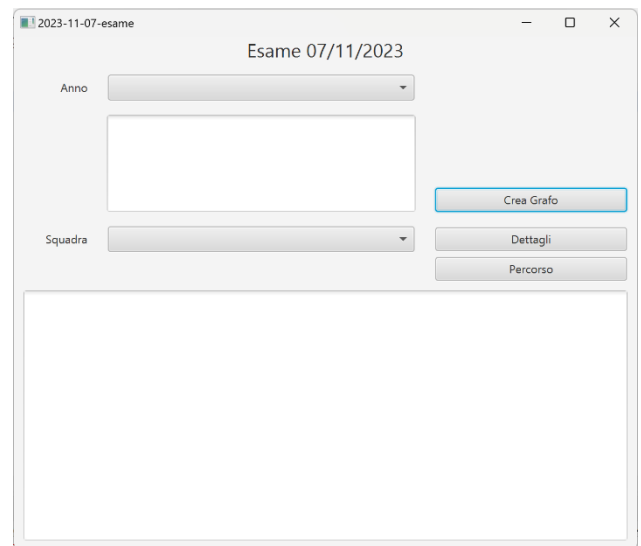 2023-11-07-esame
Esame 07/11/2023
Anno
Crea Grafo
Squadra
Dettagli
Percorso